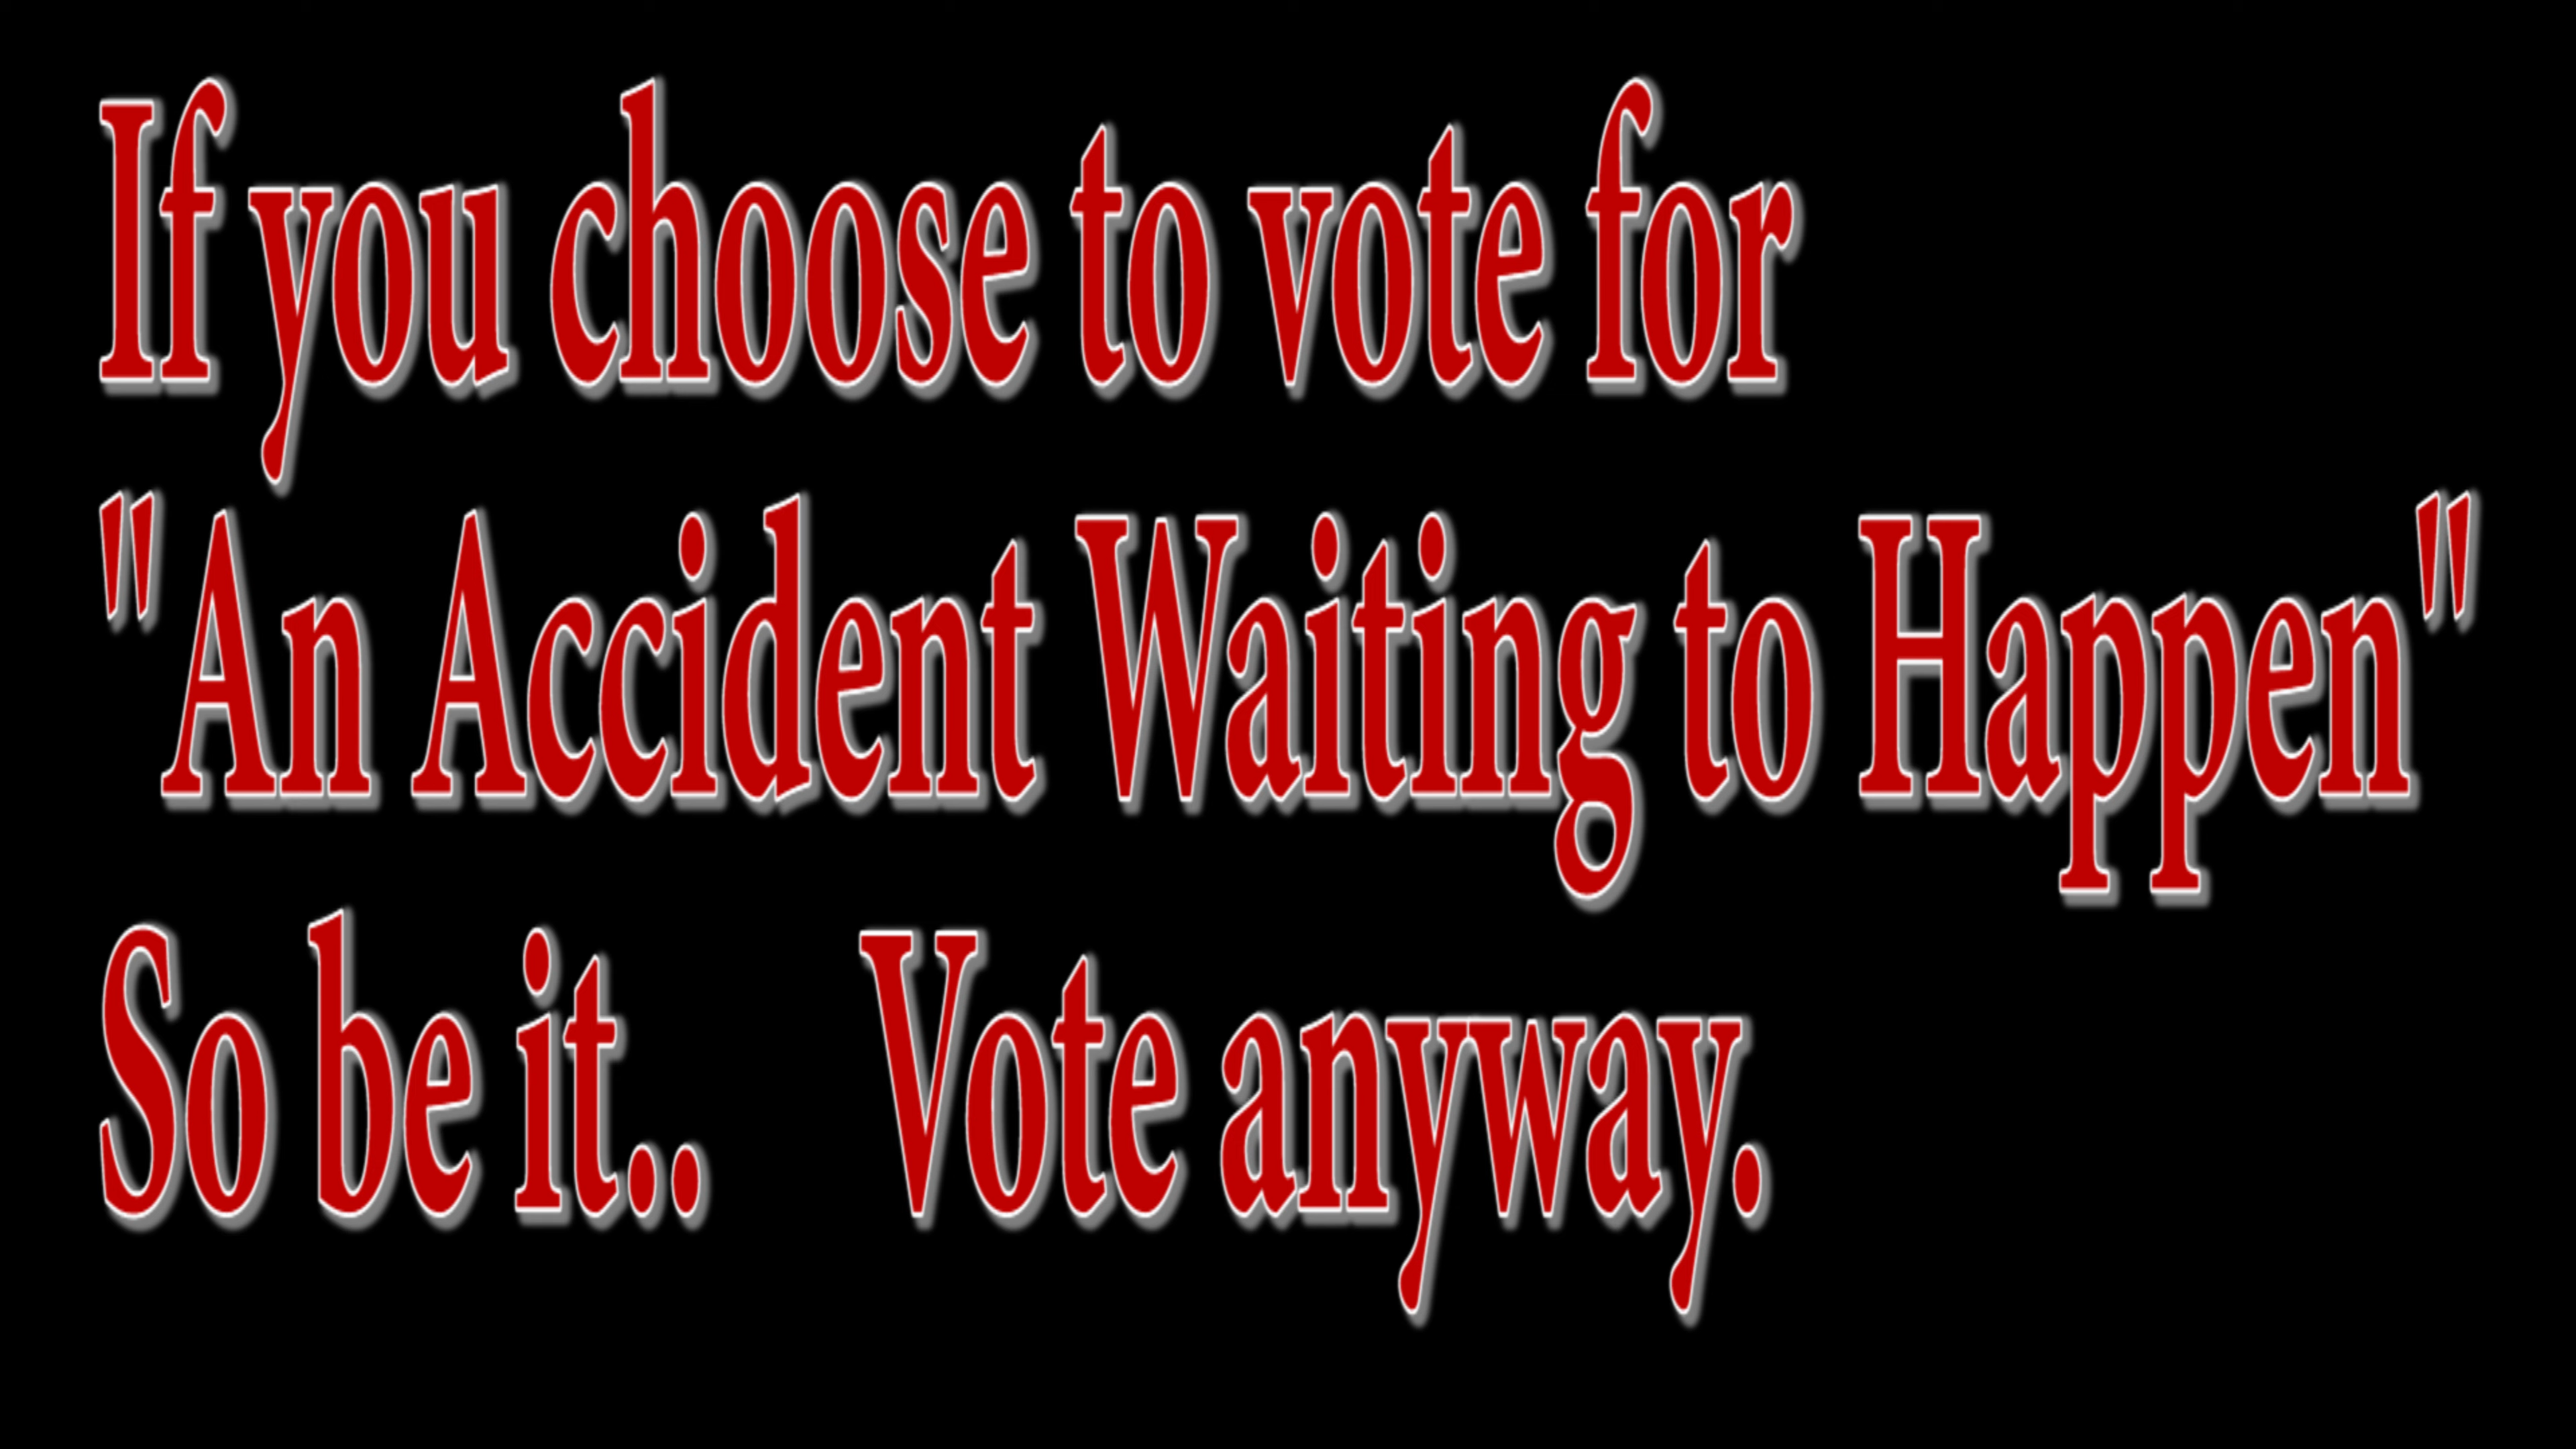 If you choose to vote for
"An Accident Waiting to Happen"
So be it.. Vote anyway.